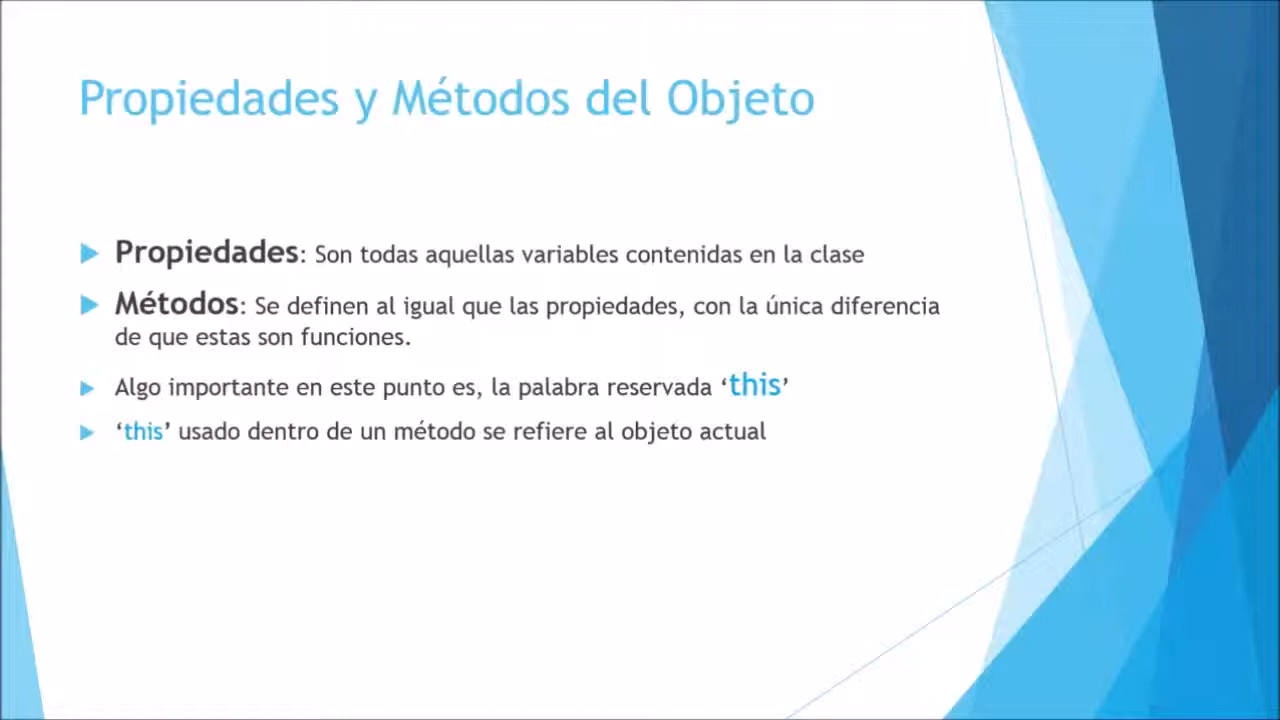 Propiedades y Métodos del Objeto
Propiedades: Son todas aquellas variables contenidas en la clase
Métodos: Se definen al igual que las propiedades, con la única diferencia
de que estas son funciones.
Algo importante en este punto es, la palabra reservada ‘this’
‘this’ usado dentro de un método se refiere al objeto actual